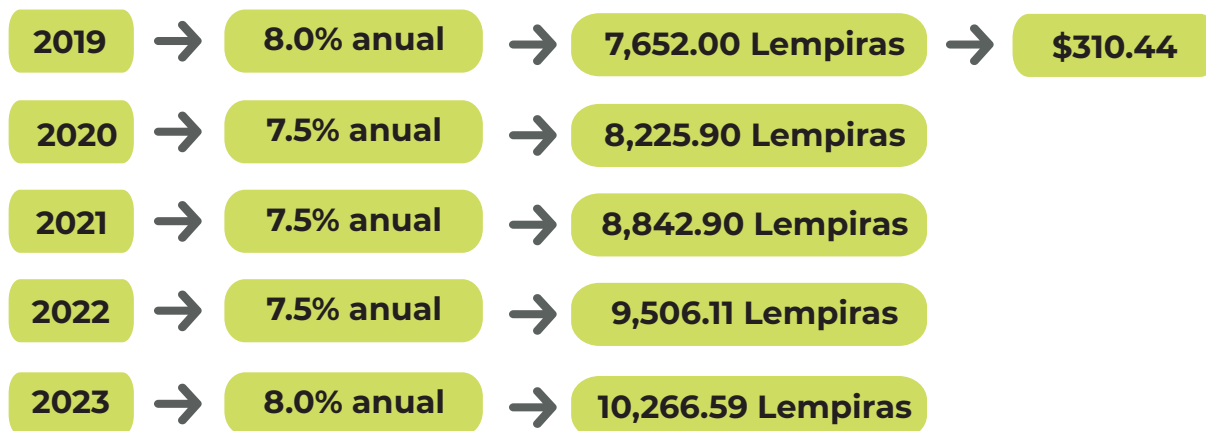 2019 8.0% anual 7,652.00 Lempiras $310.44
2020 7.5% anual 8,225.90 Lempiras
2021 7.5% anual 8,842.90 Lempiras
2022 7.5% anual 9,506.11 Lempiras
2023 8.0% anual 10,266.59 Lempiras